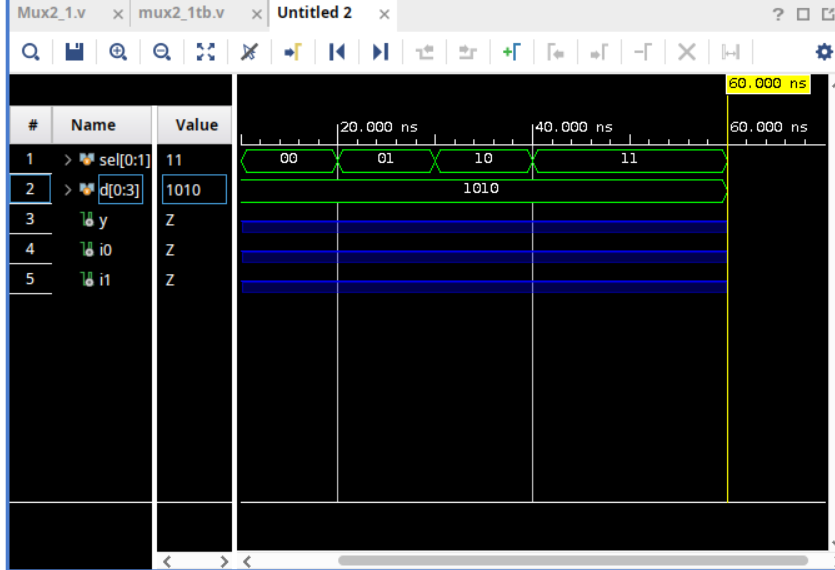 Mux2_1.v × mux2_1tb.v × Untitled 2 × ?
60.000 ns
# Name Value 20.000 ns 40.000 ns 60.000 ns
1 > sel[0:1] 11 00 01 10 11
2 > d[0:3] 1010 1010
3 y Z
4 i0 Z
5 i1 Z